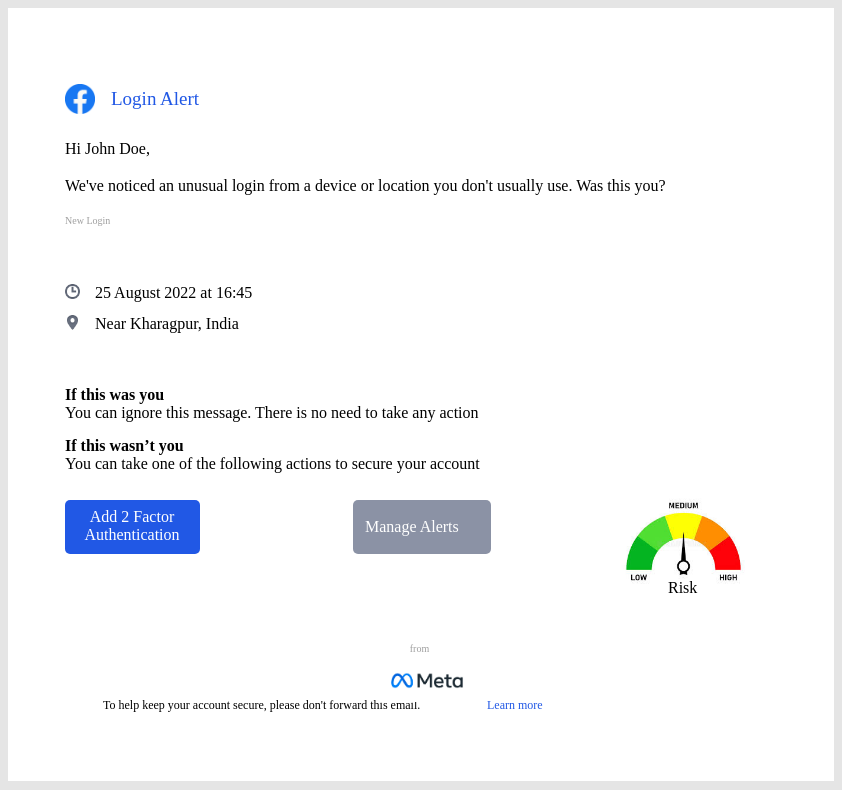 Login Alert
Hi John Doe,
We've noticed an unusual login from a device or location you don't usually use. Was this you?
New Login
25 August 2022 at 16:45
Near Kharagpur, India
If this was you
You can ignore this message. There is no need to take any action
If this wasn’t you
You can take one of the following actions to secure your account
Add 2 Factor
Authentication
Manage Alerts
MEDIUM
LOW
HIGH
Risk
from
Meta
To help keep your account secure, please don't forward this email.
Learn more